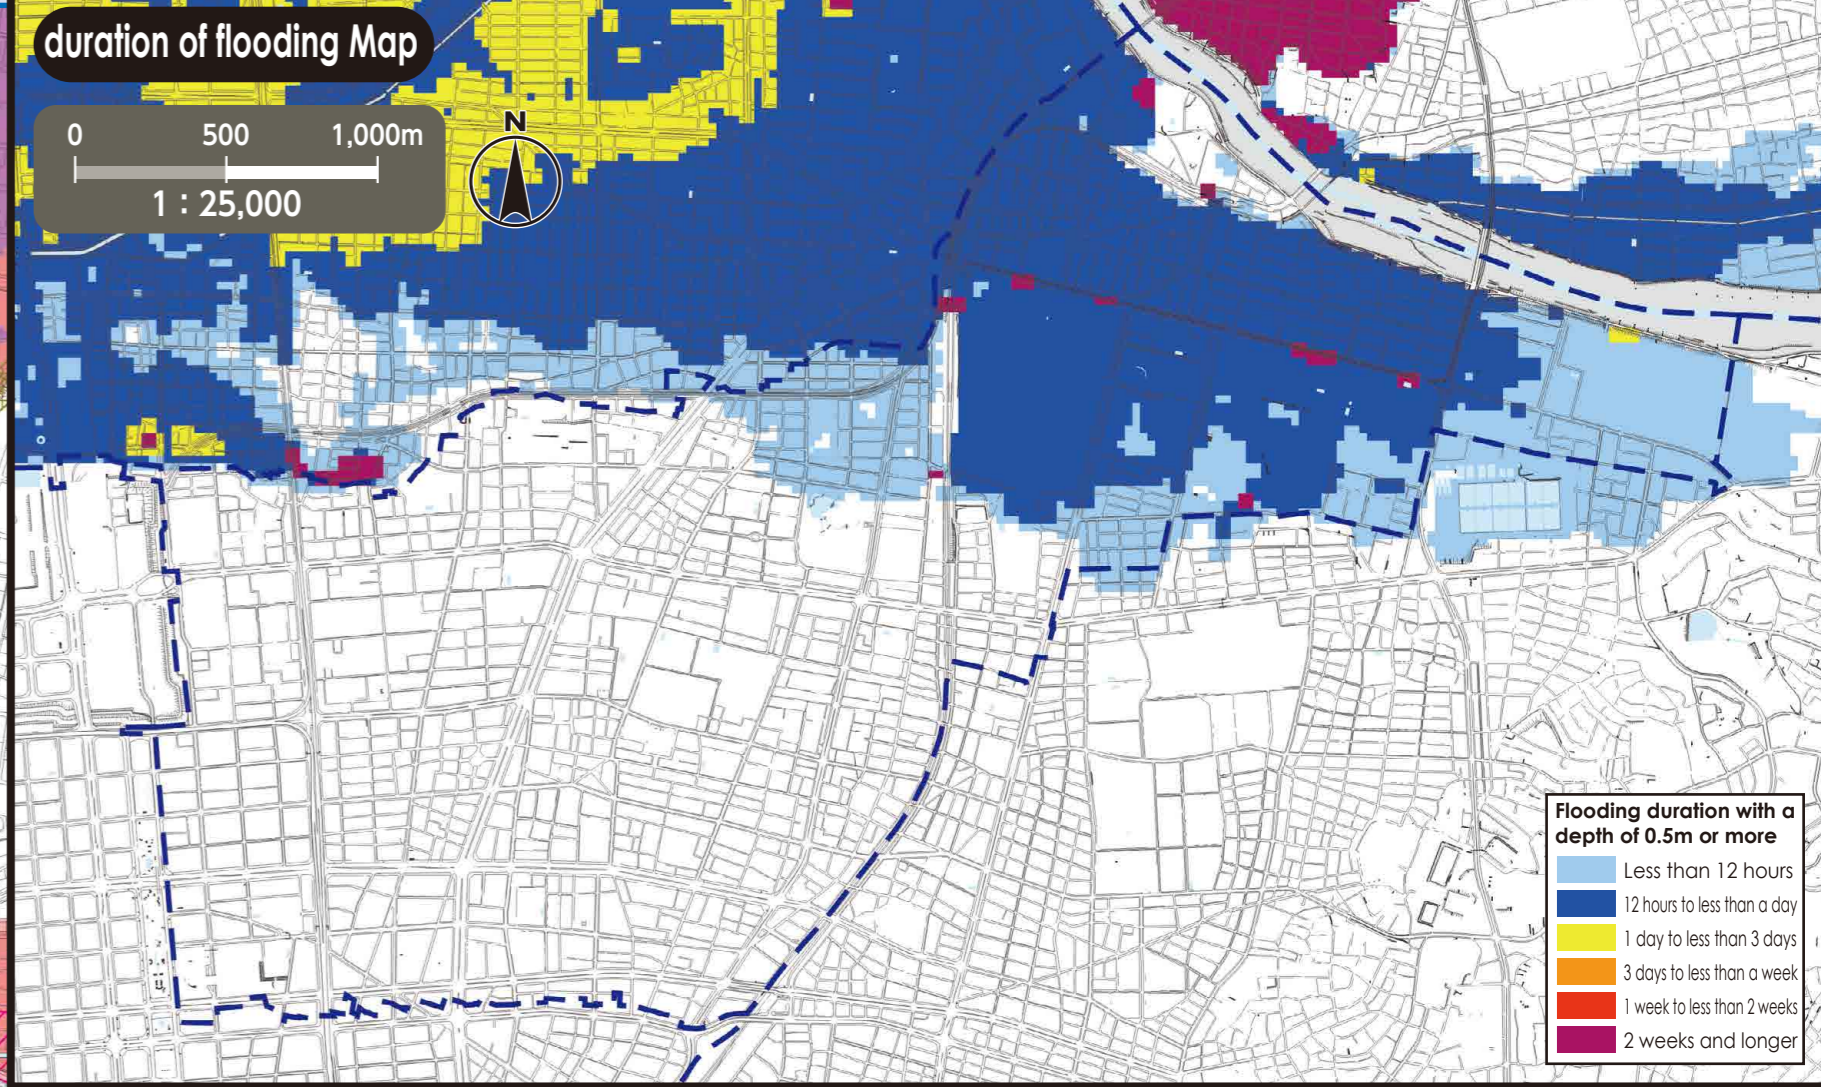 duration of flooding Map
0 500 1,000m
1 : 25,000
N
Flooding duration with a
depth of 0.5m or more
Less than 12 hours
12 hours to less than a day
1 day to less than 3 days
3 days to less than a week
1 week to less than 2 weeks
2 weeks and longer